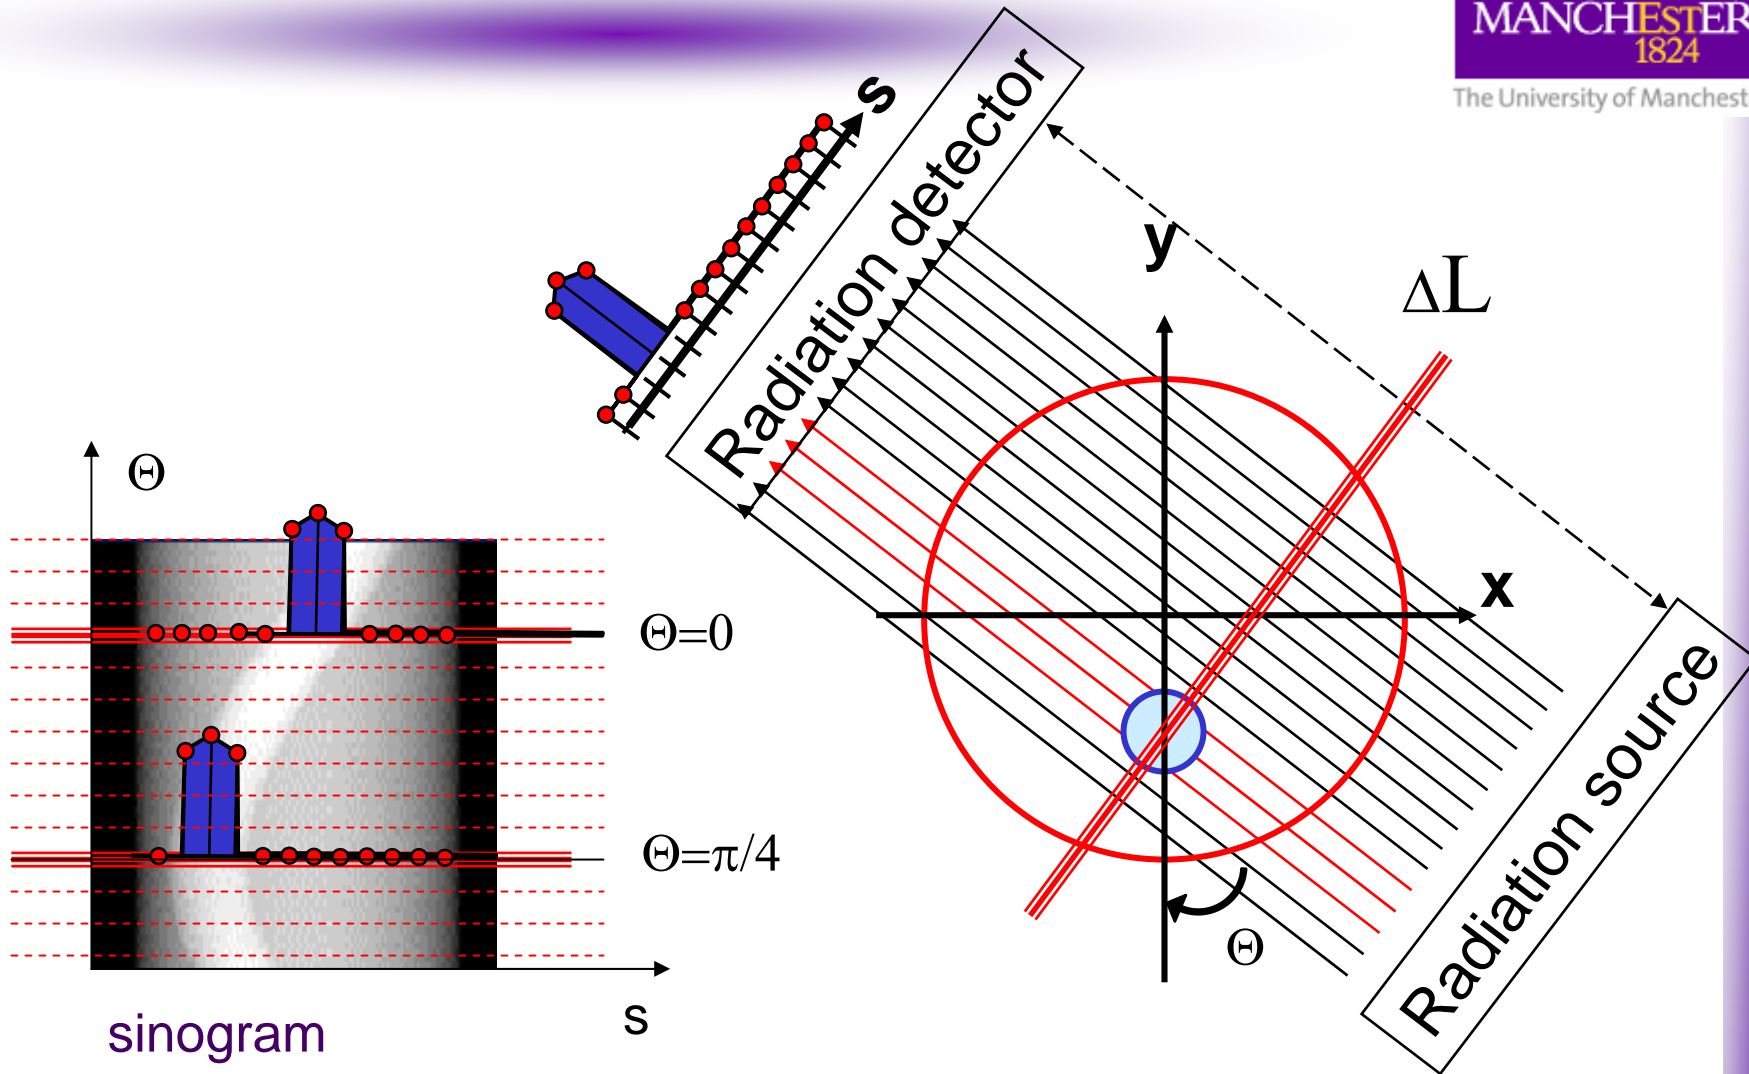 MANCHESTER
1824
The University of Manchest
s
Radiation detector
y
ΔL
x
Θ
Θ=0
Radiation source
Θ=π/4
Θ
s
sinogram